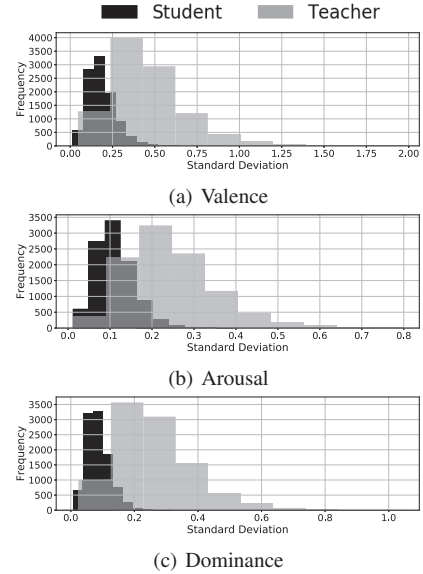 Student Teacher
Frequency
4000
3500
3000
2500
2000
1500
1000
500
0
0.00 0.25 0.50 0.75 1.00 1.25 1.50 1.75 2.00
Standard Deviation
(a) Valence
Frequency
3500
3000
2500
2000
1500
1000
500
0
0.0 0.1 0.2 0.3 0.4 0.5 0.6 0.7 0.8
Standard Deviation
(b) Arousal
Frequency
3500
3000
2500
2000
1500
1000
500
0
0.0 0.2 0.4 0.6 0.8 1.0
Standard Deviation
(c) Dominance